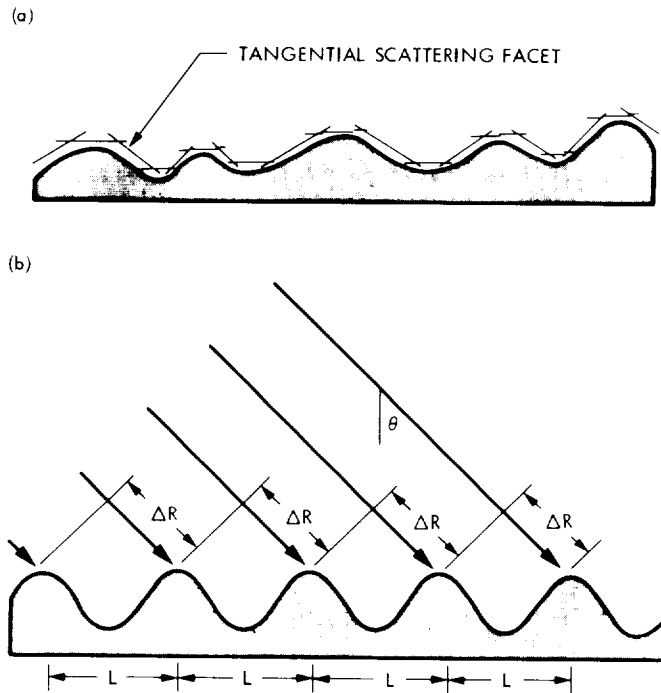 (a)
TANGENTIAL SCATTERING FACET
(b)
θ
ΔR
ΔR
ΔR
ΔR
L
L
L
L